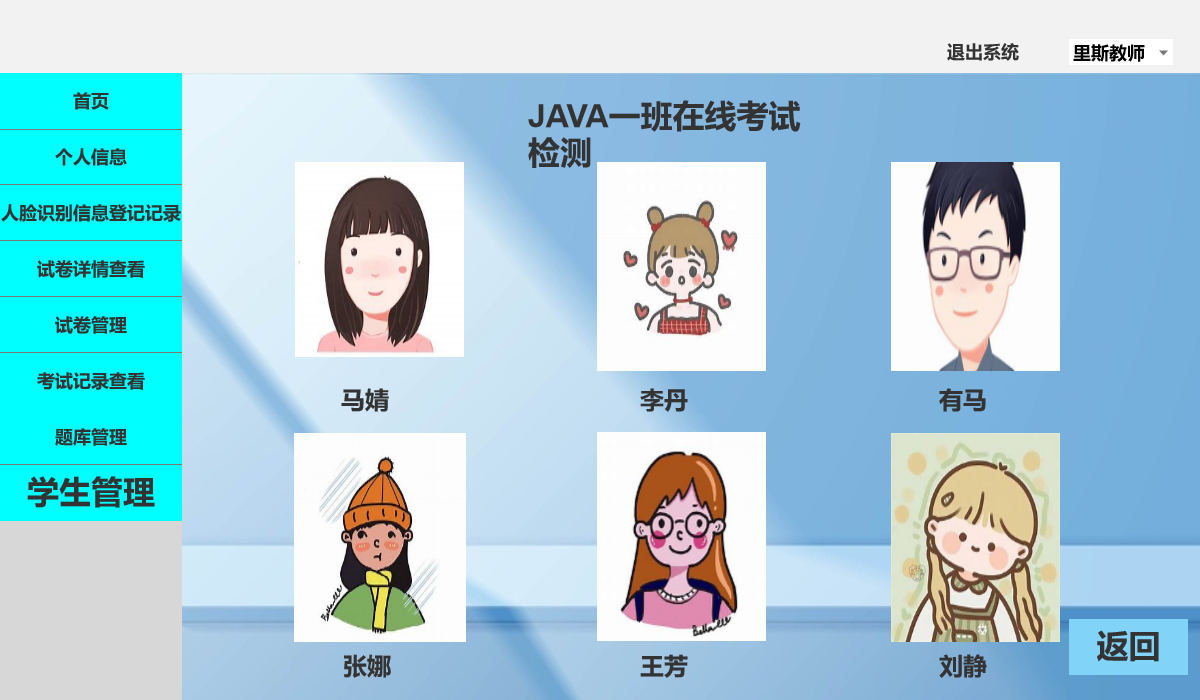 退出系统
里斯教师
首页
个人信息
人脸识别信息登记记录
试卷详情查看
试卷管理
考试记录查看
题库管理
学生管理
JAVA一班在线考试
检测
马婧
李丹
有马
张娜
王芳
刘静
返回